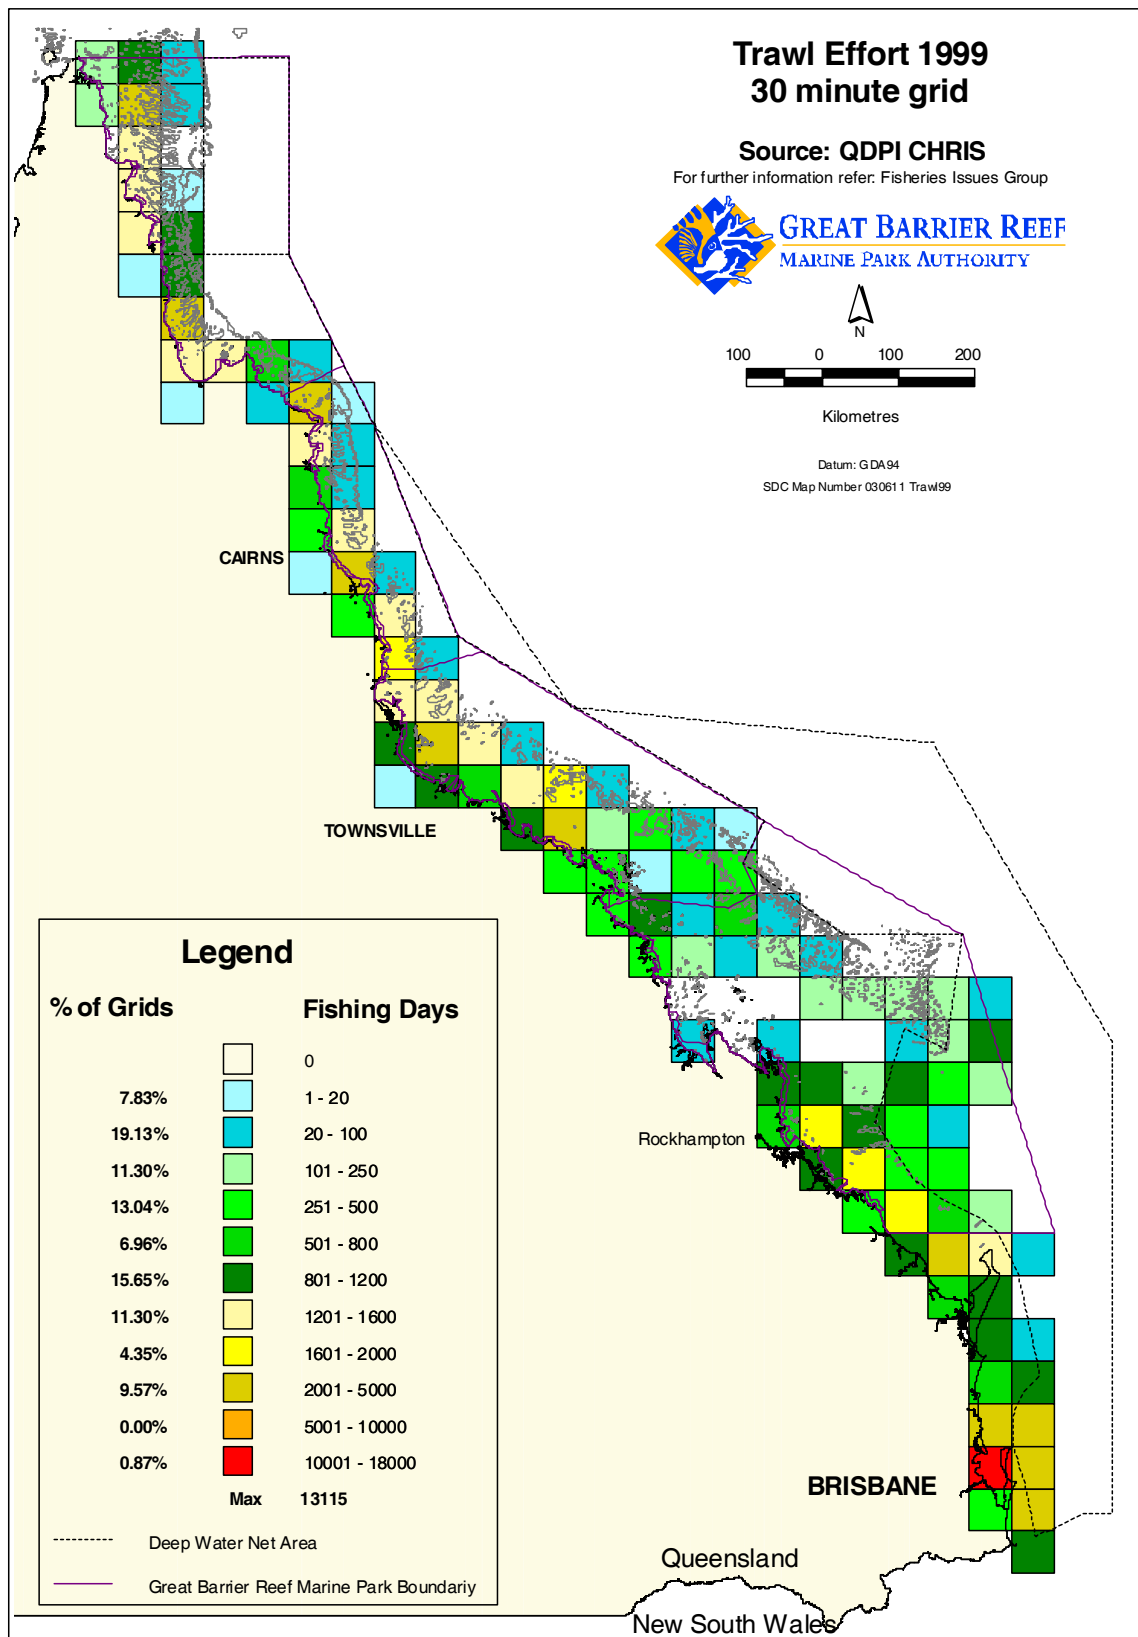 Trawl Effort 1999
30 minute grid
Source: QDPI CHRIS
For further information refer: Fisheries Issues Group
GREAT BARRIER REEF
MARINE PARK AUTHORITY
N
100 0 100 200
Kilometres
Datum: GDA94
SDC Map Number 030611 Trawl99
CAIRNS
TOWNSVILLE
Rockhampton
BRISBANE
Queensland
New South Wales
Legend
% of Grids Fishing Days
0
7.83% 1 - 20
19.13% 20 - 100
11.30% 101 - 250
13.04% 251 - 500
6.96% 501 - 800
15.65% 801 - 1200
11.30% 1201 - 1600
4.35% 1601 - 2000
9.57% 2001 - 5000
0.00% 5001 - 10000
0.87% 10001 - 18000
Max 13115
Deep Water Net Area
Great Barrier Reef Marine Park Boundariy